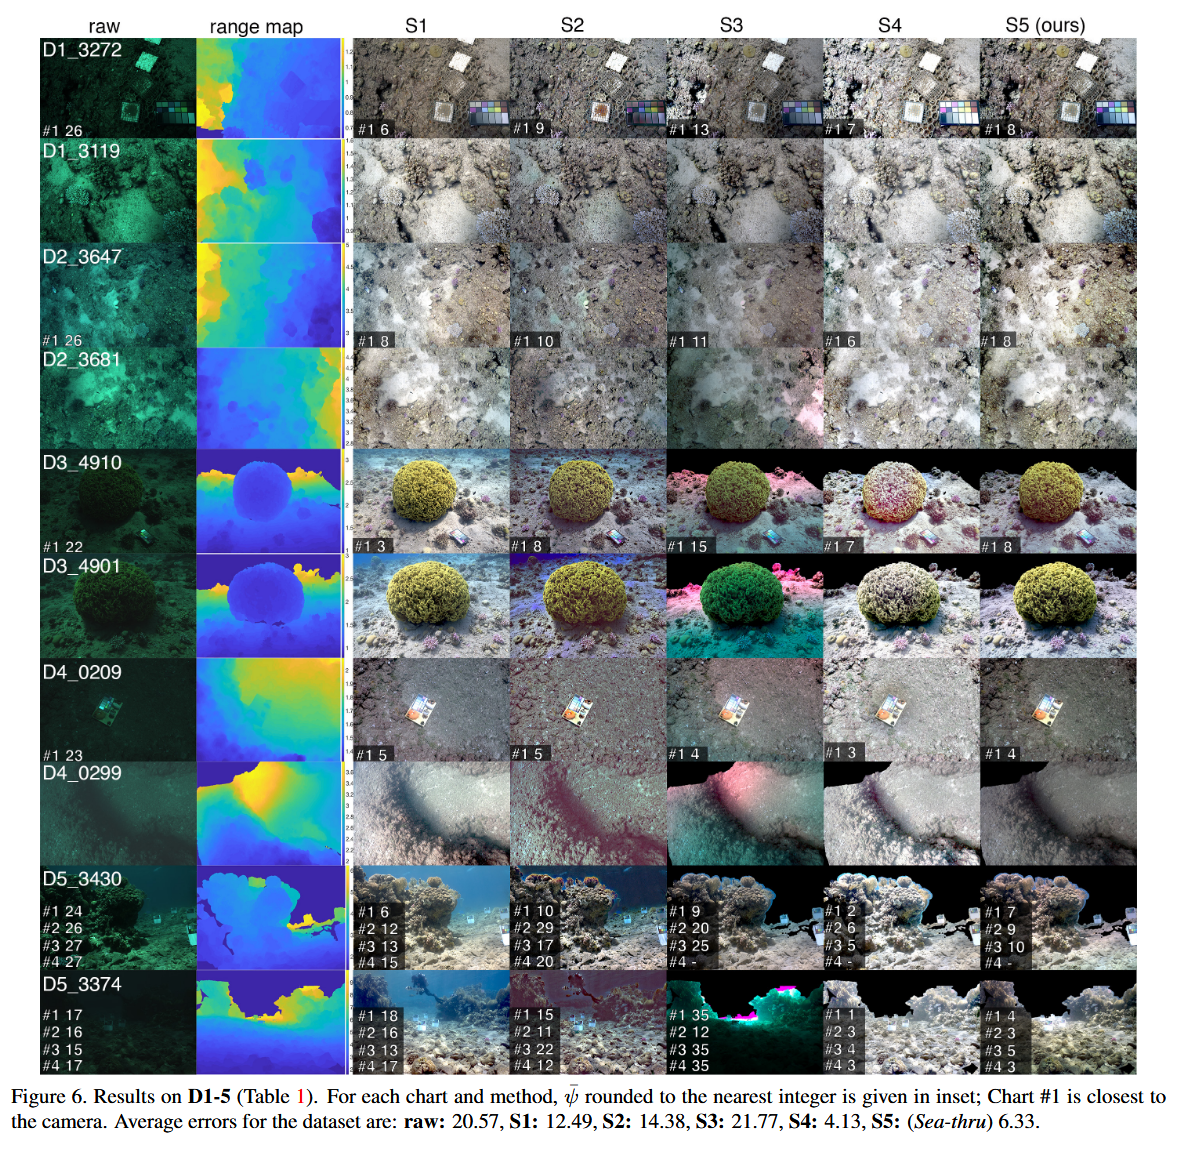 raw range map S1 S2 S3 S4 S5 (ours)
D1_3272
#1 26 #1 6 #1 9 #1 13 #1 7 #1 8
D1_3119
D2_3647
#1 26 #1 8 #1 10 #1 11 #1 6 #1 8
D2_3681
D3_4910
#1 22 #1 3 #1 8 #1 15 #1 7 #1 8
D3_4901
D4_0209
#1 23 #1 5 #1 5 #1 4 #1 3 #1 4
D4_0299
D5_3430
#1 24 #1 6 #1 10 #1 9 #1 2 #1 7
#2 26 #2 12 #2 29 #2 20 #2 6 #2 9
#3 27 #3 13 #3 17 #3 25 #3 5 #3 10
#4 27 #4 15 #4 20 #4 - #4 - #4 -
D5_3374
#1 17 #1 18 #1 15 #1 35 #1 1 #1 4
#2 16 #2 16 #2 11 #2 12 #2 3 #2 3
#3 15 #3 13 #3 22 #3 35 #3 4 #3 5
#4 17 #4 17 #4 12 #4 35 #4 3 #4 3
Figure 6. Results on D1-5 (Table 1). For each chart and method, ψ̄ rounded to the nearest integer is given in inset; Chart #1 is closest to
the camera. Average errors for the dataset are: raw: 20.57, S1: 12.49, S2: 14.38, S3: 21.77, S4: 4.13, S5: (Sea-thru) 6.33.